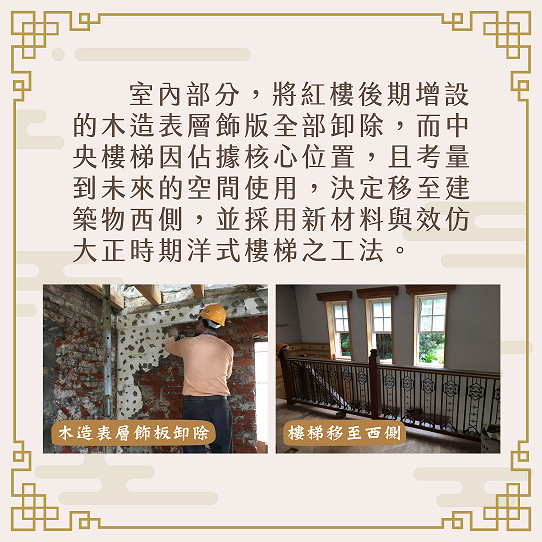 室內部分，將紅樓後期增設
的木造表層飾版全部卸除，而中
央樓梯因佔據核心位置，且考量
到未來的空間使用，決定移至建
築物西側，並採用新材料與效仿
大正時期洋式樓梯之工法。
木造表層飾板卸除
樓梯移至西側